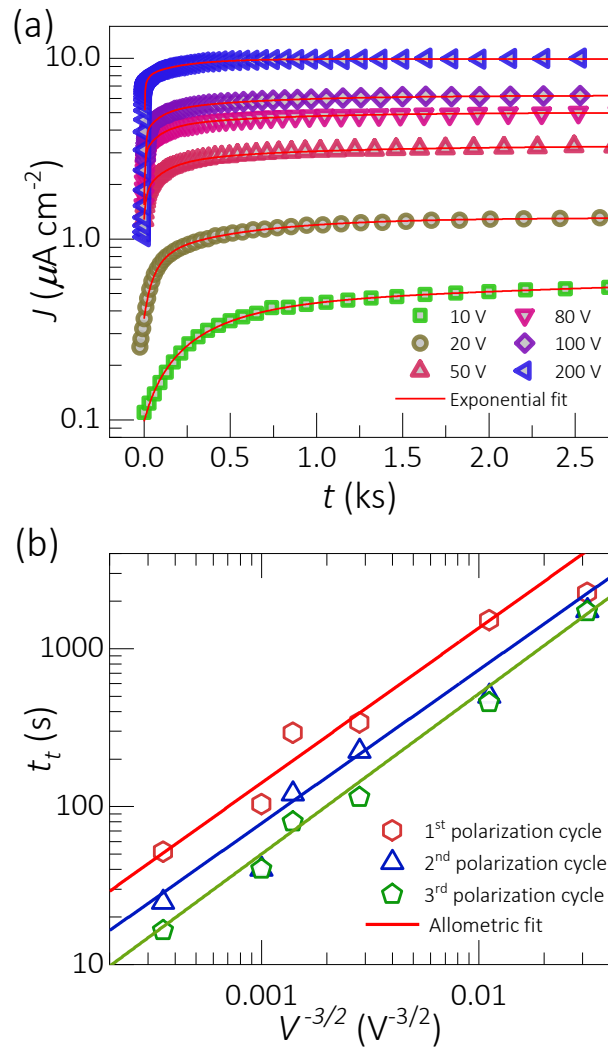 (a)
10.0
1.0
0.1
J (μA cm⁻²)
10 V
20 V
50 V
80 V
100 V
200 V
Exponential fit
0.0 0.5 1.0 1.5 2.0 2.5
t (ks)
(b)
1000
100
10
tₜ (s)
1ˢᵗ polarization cycle
2ⁿᵈ polarization cycle
3ʳᵈ polarization cycle
Allometric fit
0.001 0.01
V⁻³/² (V⁻³/²)